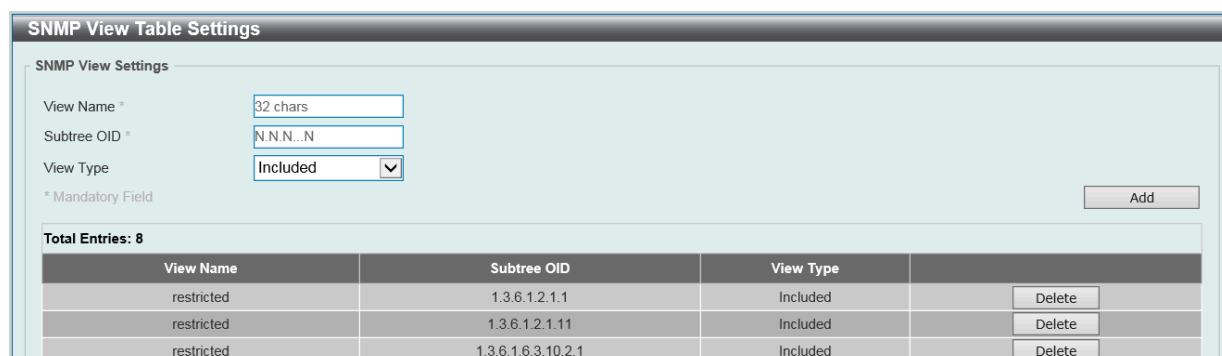 SNMP View Table Settings
SNMP View Settings
View Name *
32 chars
Subtree OID *
N.N.N...N
View Type
Included
* Mandatory Field
Add
Total Entries: 8
View Name Subtree OID View Type
restricted 1.3.6.1.2.1.1 Included Delete
restricted 1.3.6.1.2.1.11 Included Delete
restricted 1.3.6.1.6.3.10.2.1 Included Delete